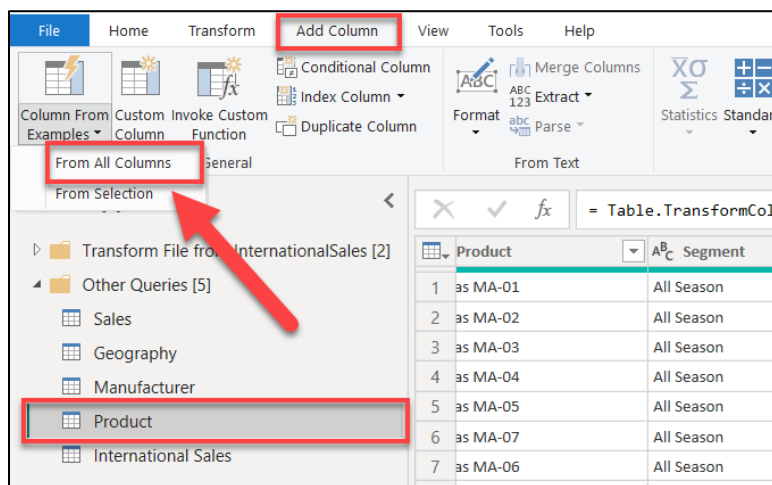 File Home Transform Add Column View Tools Help
Column From Examples
Custom Column
Invoke Custom Function
Conditional Column
Index Column
Duplicate Column
General
Format
Merge Columns
Extract
Parse
From Text
Statistics
From All Columns
From Selection
= Table.TransformCol
Transform File from InternationalSales [2]
Other Queries [5]
Sales
Geography
Manufacturer
Product
International Sales
Product Segment
1 as MA-01 All Season
2 as MA-02 All Season
3 as MA-03 All Season
4 as MA-04 All Season
5 as MA-05 All Season
6 as MA-07 All Season
7 as MA-06 All Season